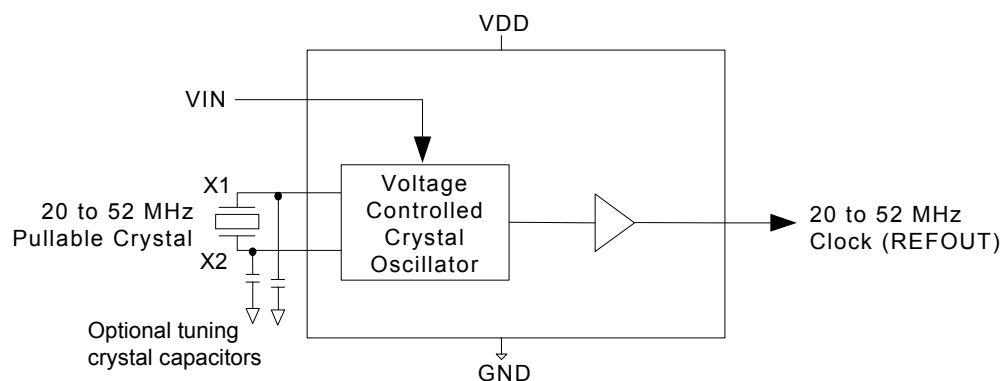 VDD
VIN
X1
20 to 52 MHz
Pullable Crystal
X2
Optional tuning
crystal capacitors
Voltage
Controlled
Crystal
Oscillator
20 to 52 MHz
Clock (REFOUT)
GND